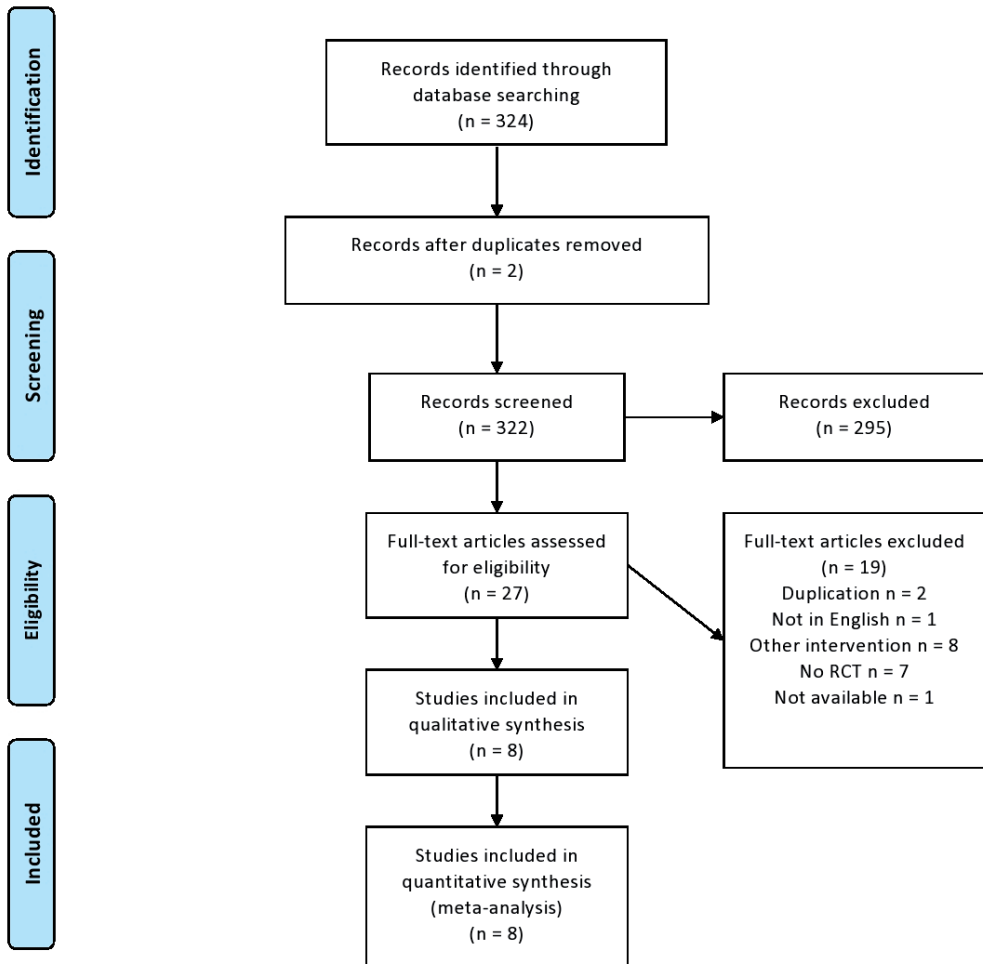 Identification
Records identified through
database searching
(n = 324)
Records after duplicates removed
(n = 2)
Screening
Records screened
(n = 322)
Records excluded
(n = 295)
Eligibility
Full-text articles assessed
for eligibility
(n = 27)
Full-text articles excluded
(n = 19)
Duplication n = 2
Not in English n = 1
Other intervention n = 8
No RCT n = 7
Not available n = 1
Studies included in
qualitative synthesis
(n = 8)
Included
Studies included in
quantitative synthesis
(meta-analysis)
(n = 8)